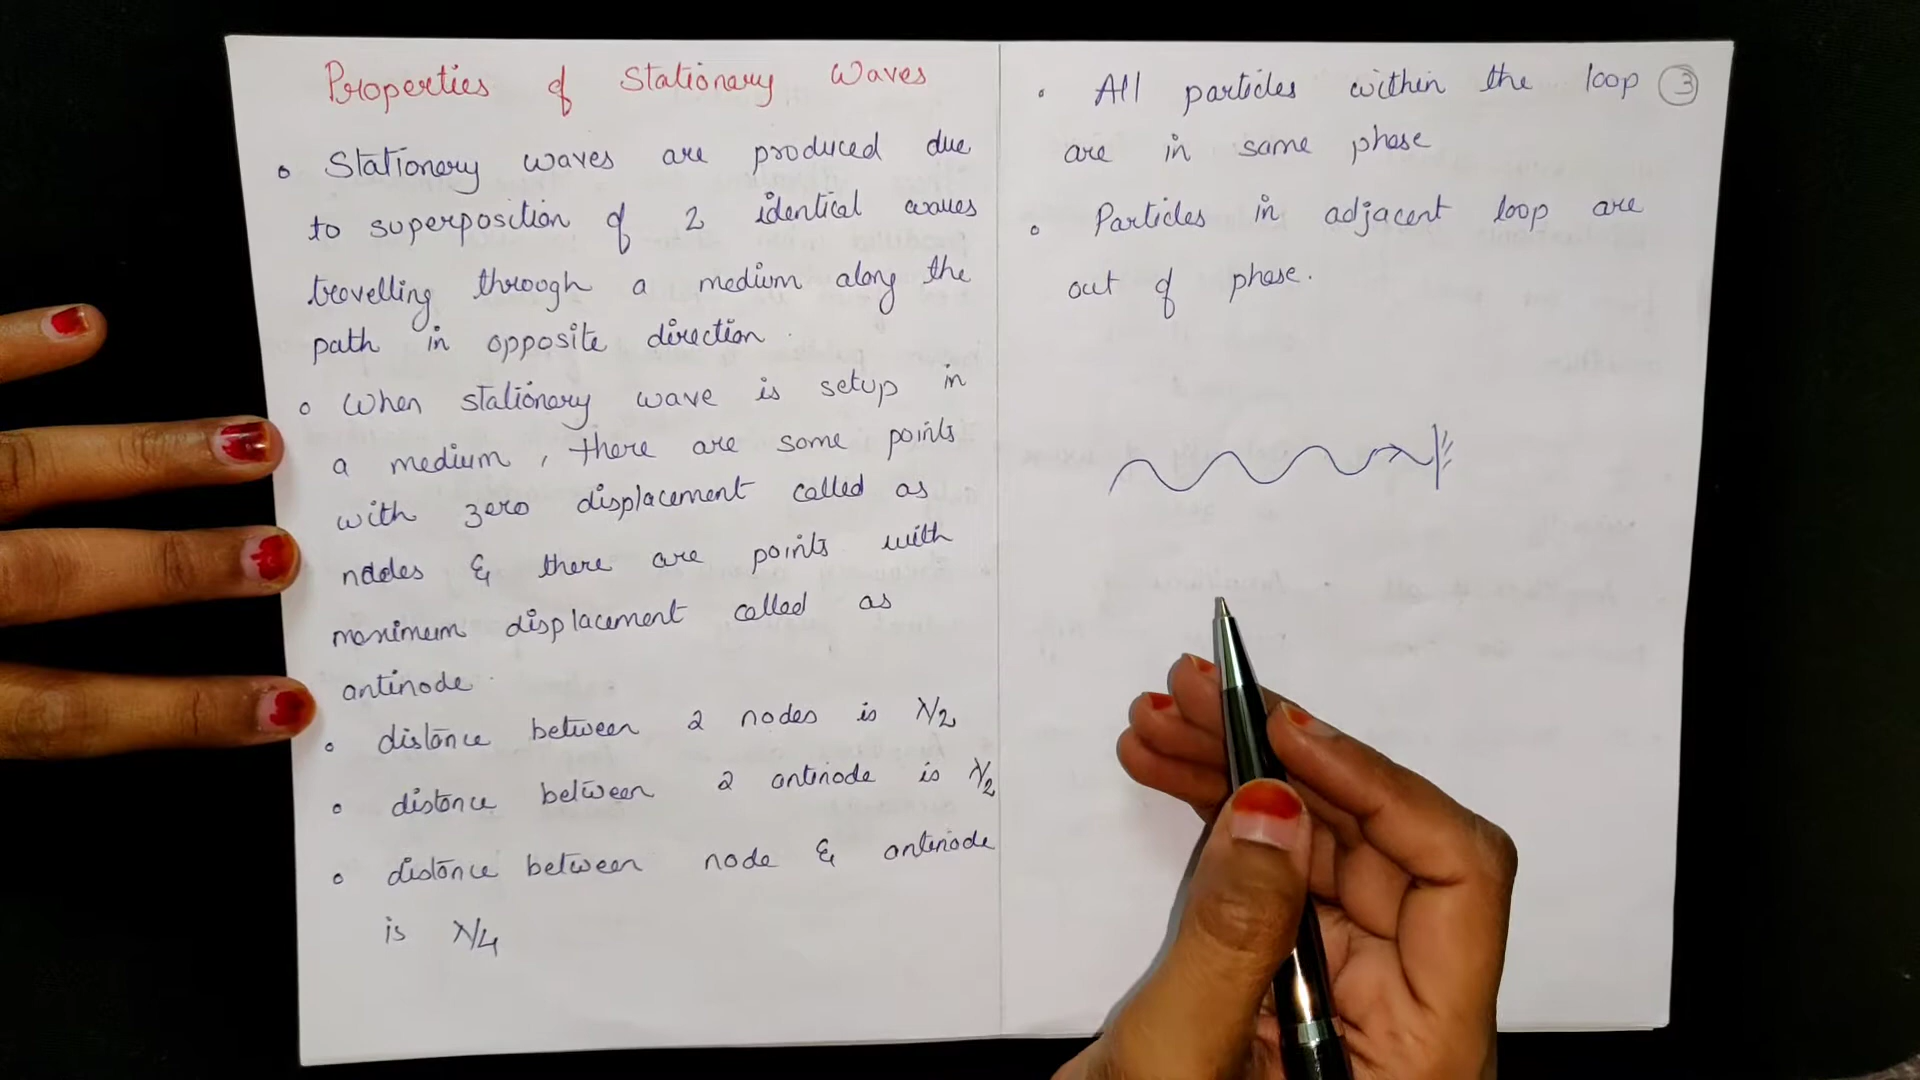 Properties of Stationary Waves
Stationary waves are produced due
to superposition of 2 identical waves
travelling through a medium along the
path in opposite direction.
When stationary wave is setup in
a medium, there are some points
with zero displacement called as
nodes & there are points with
maximum displacement called as
antinode.
distance between 2 nodes is λ/2
distance between 2 antinode is λ/2
distance between node & antinode
is λ/4
All particles within the loop 3
are in same phase
Particles in adjacent loop are
out of phase.